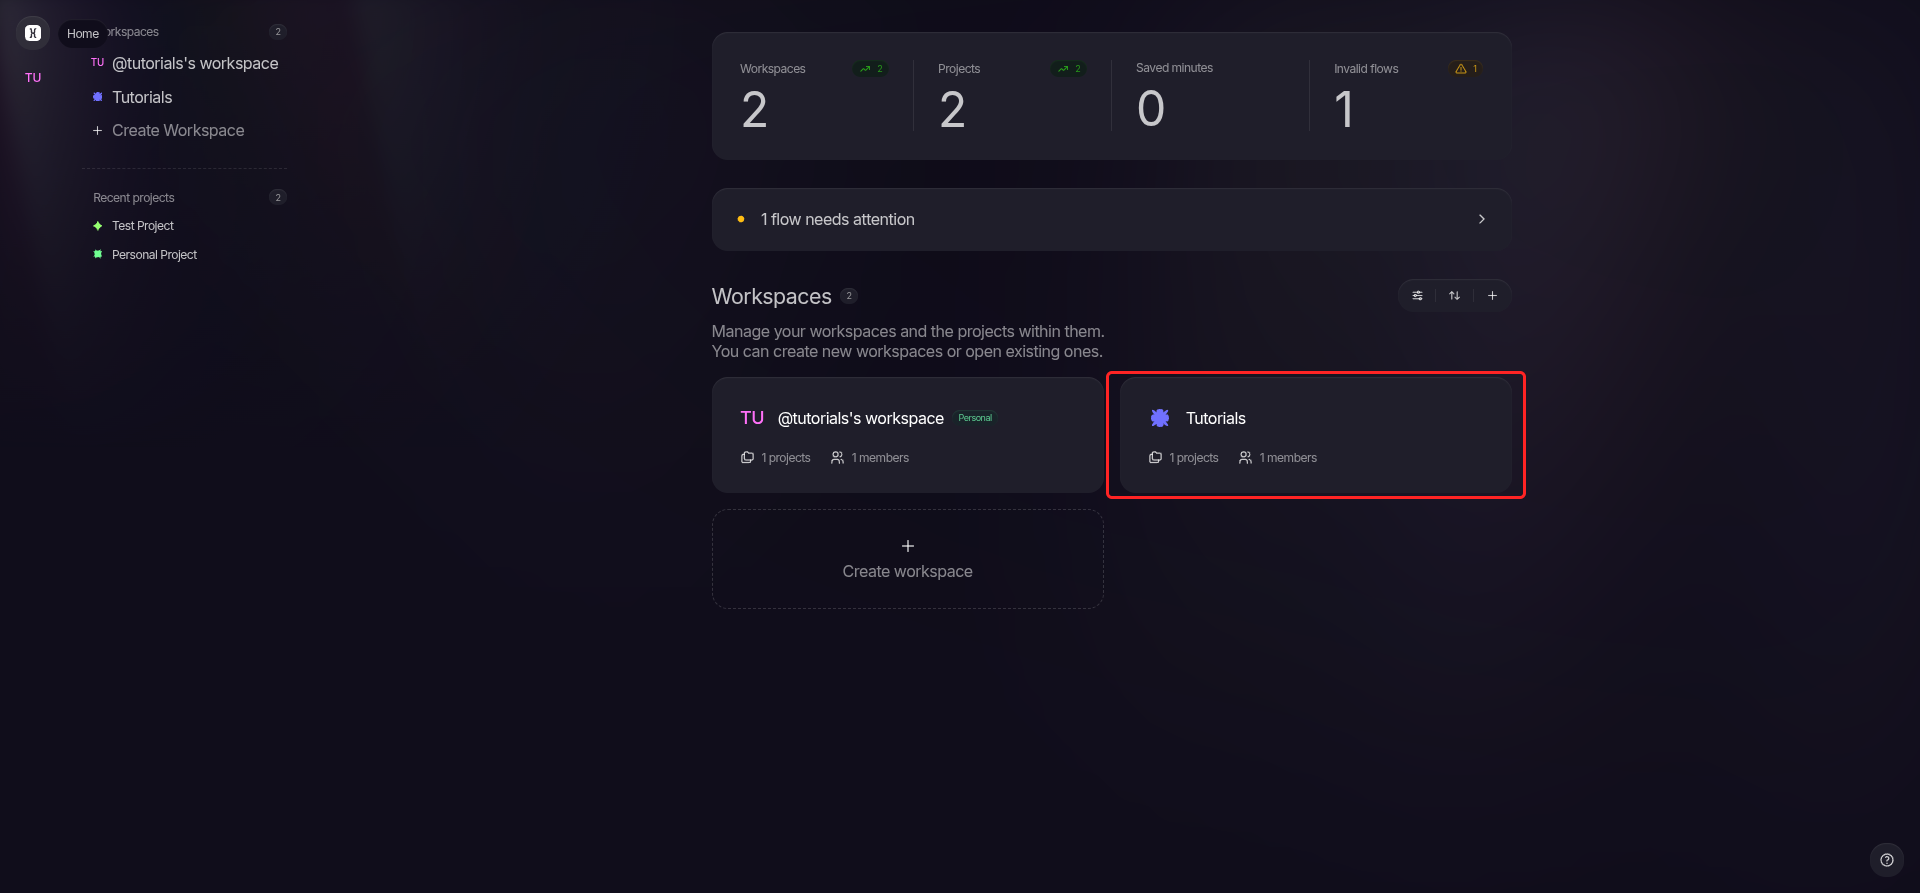 Home
orkspaces 2
TU @tutorials's workspace
TU
Tutorials
Create Workspace
Recent projects 2
Test Project
Personal Project
Workspaces 2
2
Projects 2
2
Saved minutes
0
Invalid flows 1
1
1 flow needs attention
Workspaces 2
Manage your workspaces and the projects within them.
You can create new workspaces or open existing ones.
TU @tutorials's workspace Personal
1 projects 1 members
Tutorials
1 projects 1 members
Create workspace